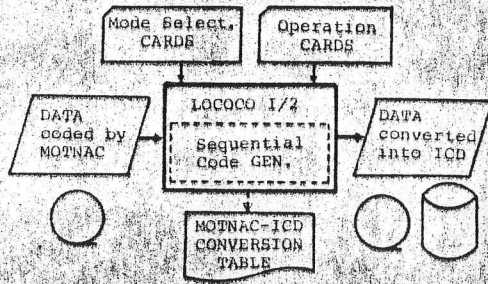 Mode Select.
CARDS
Operation
CARDS
LOCOCO I/2
DATA
coded by
MOTNAC
Sequential
Code GEN.
DATA
converted
into ICD
MOTNAC-ICD
CONVERSION
TABLE